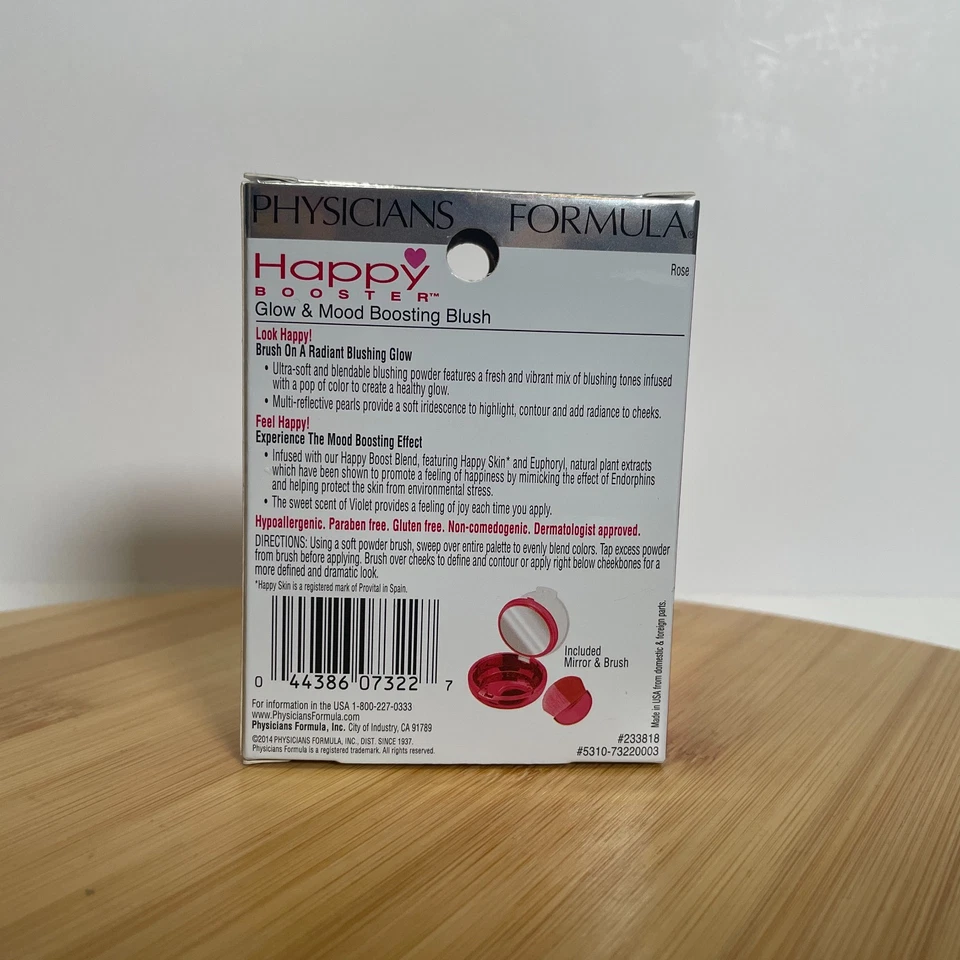 PHYSICIANS FORMULA®
Happy
BOOSTER™
Rose
Glow & Mood Boosting Blush
Look Happy!
Brush On A Radiant Blushing Glow
• Ultra-soft and blendable blushing powder features a fresh and vibrant mix of blushing tones infused
with a pop of color to create a healthy glow.
• Multi-reflective pearls provide a soft iridescence to highlight, contour and add radiance to cheeks.
Feel Happy!
Experience The Mood Boosting Effect
• Infused with our Happy Boost Blend, featuring Happy Skin* and Euphoryl, natural plant extracts
which have been shown to promote a feeling of happiness by mimicking the effect of Endorphins
and helping protect the skin from environmental stress.
• The sweet scent of Violet provides a feeling of joy each time you apply.
Hypoallergenic. Paraben free. Gluten free. Non-comedogenic. Dermatologist approved.
DIRECTIONS: Using a soft powder brush, sweep over entire palette to evenly blend colors. Tap excess powder
from brush before applying. Brush over cheeks to define and contour or apply right below cheekbones for a
more defined and dramatic look.
*Happy Skin is a registered mark of Provital in Spain.
0 44386 07322 7
Included
Mirror & Brush
Made in USA from domestic & foreign parts.
For information in the USA 1-800-227-0333
www.PhysiciansFormula.com
Physicians Formula, Inc. City of Industry, CA 91789
©2014 PHYSICIANS FORMULA, INC., DIST. SINCE 1937.
Physicians Formula is a registered trademark. All rights reserved.
#233818
#5310-73220003